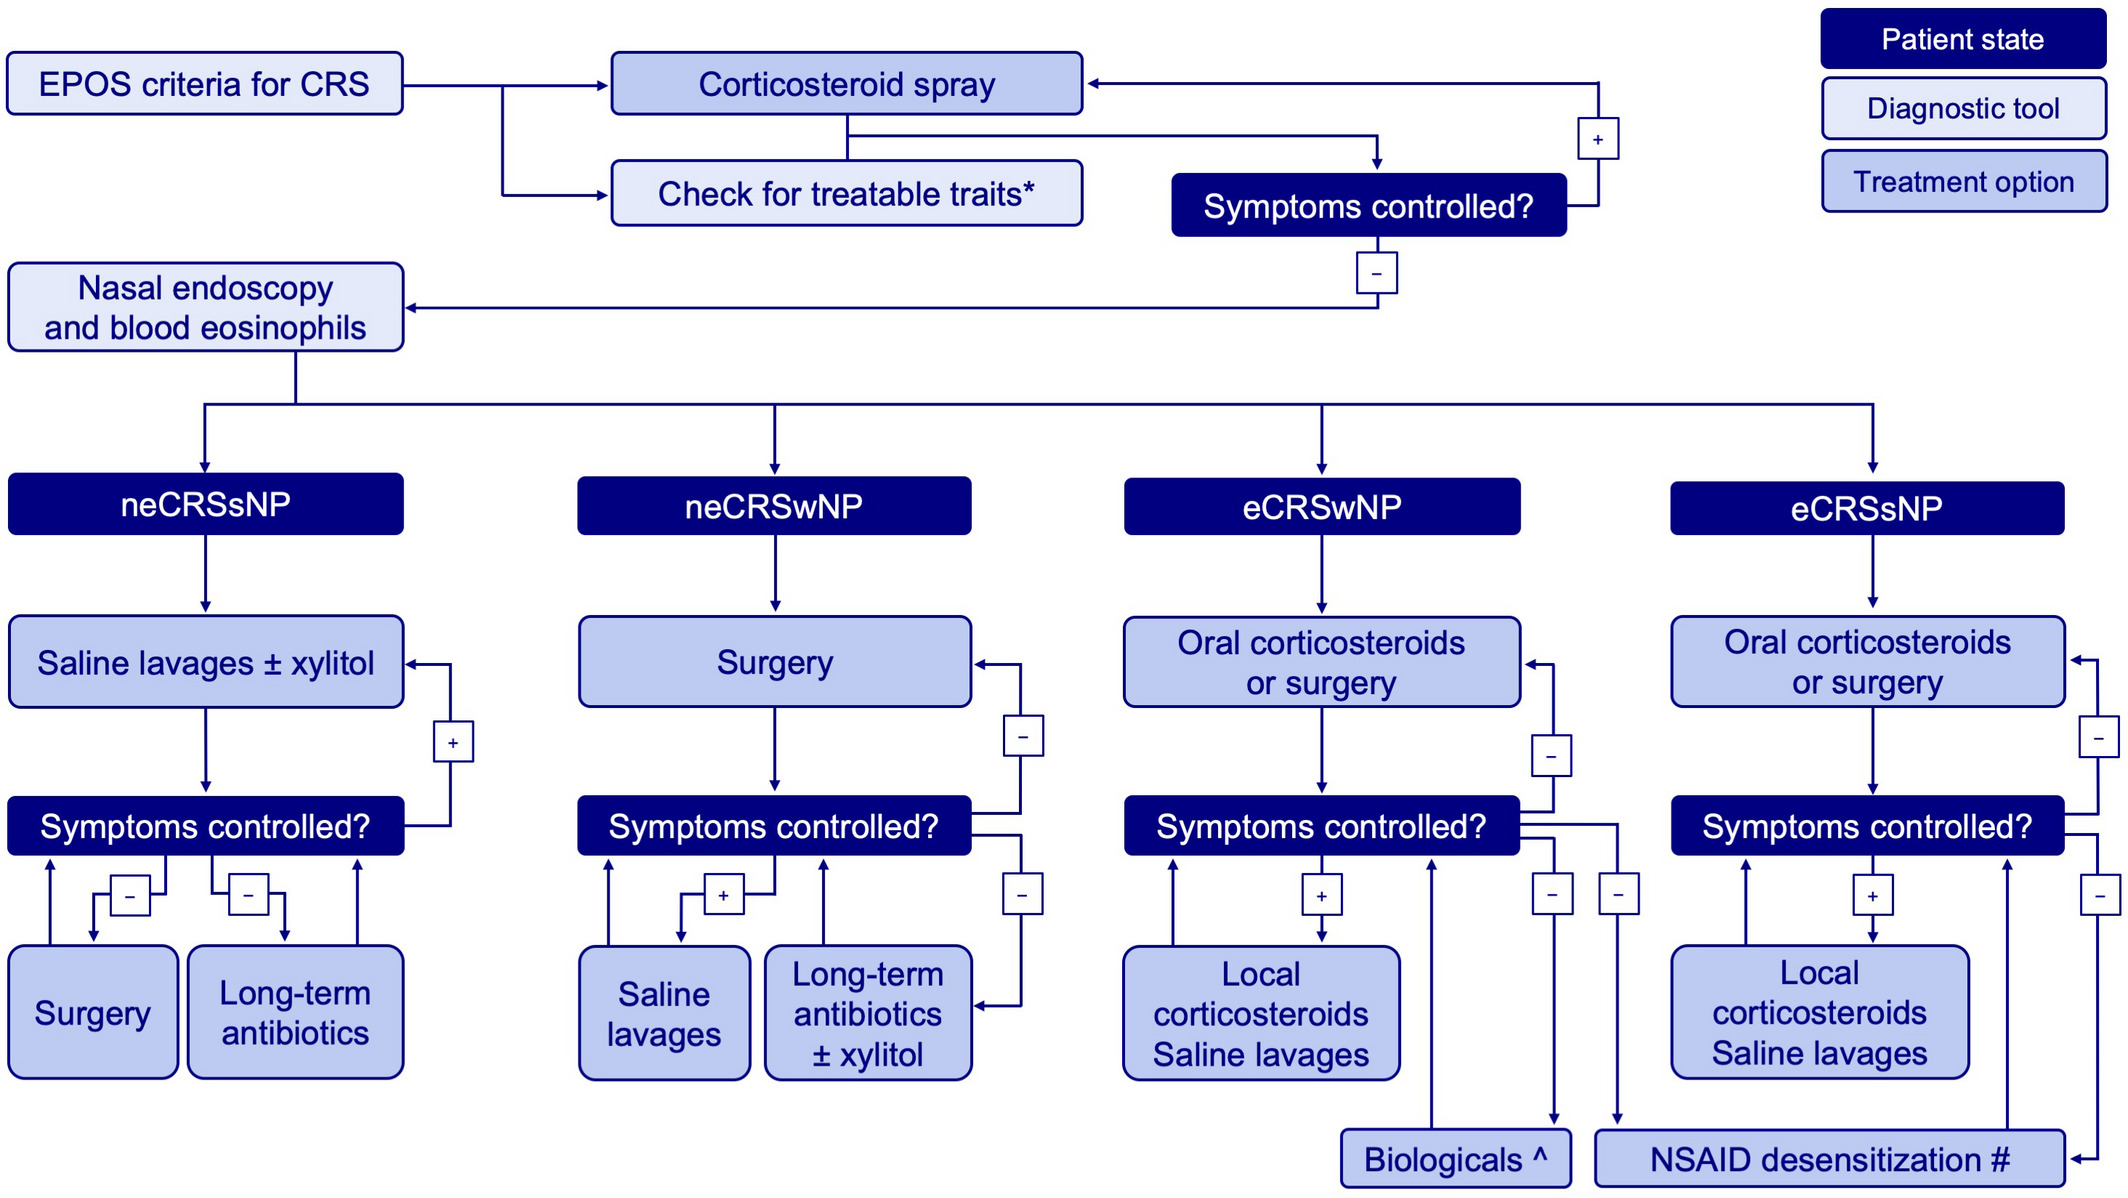 Patient state
EPOS criteria for CRS
Corticosteroid spray
Diagnostic tool
+
Treatment option
Check for treatable traits*
Symptoms controlled?
–
Nasal endoscopy
and blood eosinophils
neCRSsNP
neCRSwNP
eCRSwNP
eCRSsNP
Saline lavages ± xylitol
Surgery
Oral corticosteroids
or surgery
Oral corticosteroids
or surgery
+
–
–
–
Symptoms controlled?
Symptoms controlled?
Symptoms controlled?
Symptoms controlled?
–
–
+
–
+
–
–
+
–
Surgery
Long-term
antibiotics
Saline
lavages
Long-term
antibiotics
± xylitol
Local
corticosteroids
Saline lavages
Local
corticosteroids
Saline lavages
Biologicals ^
NSAID desensitization #